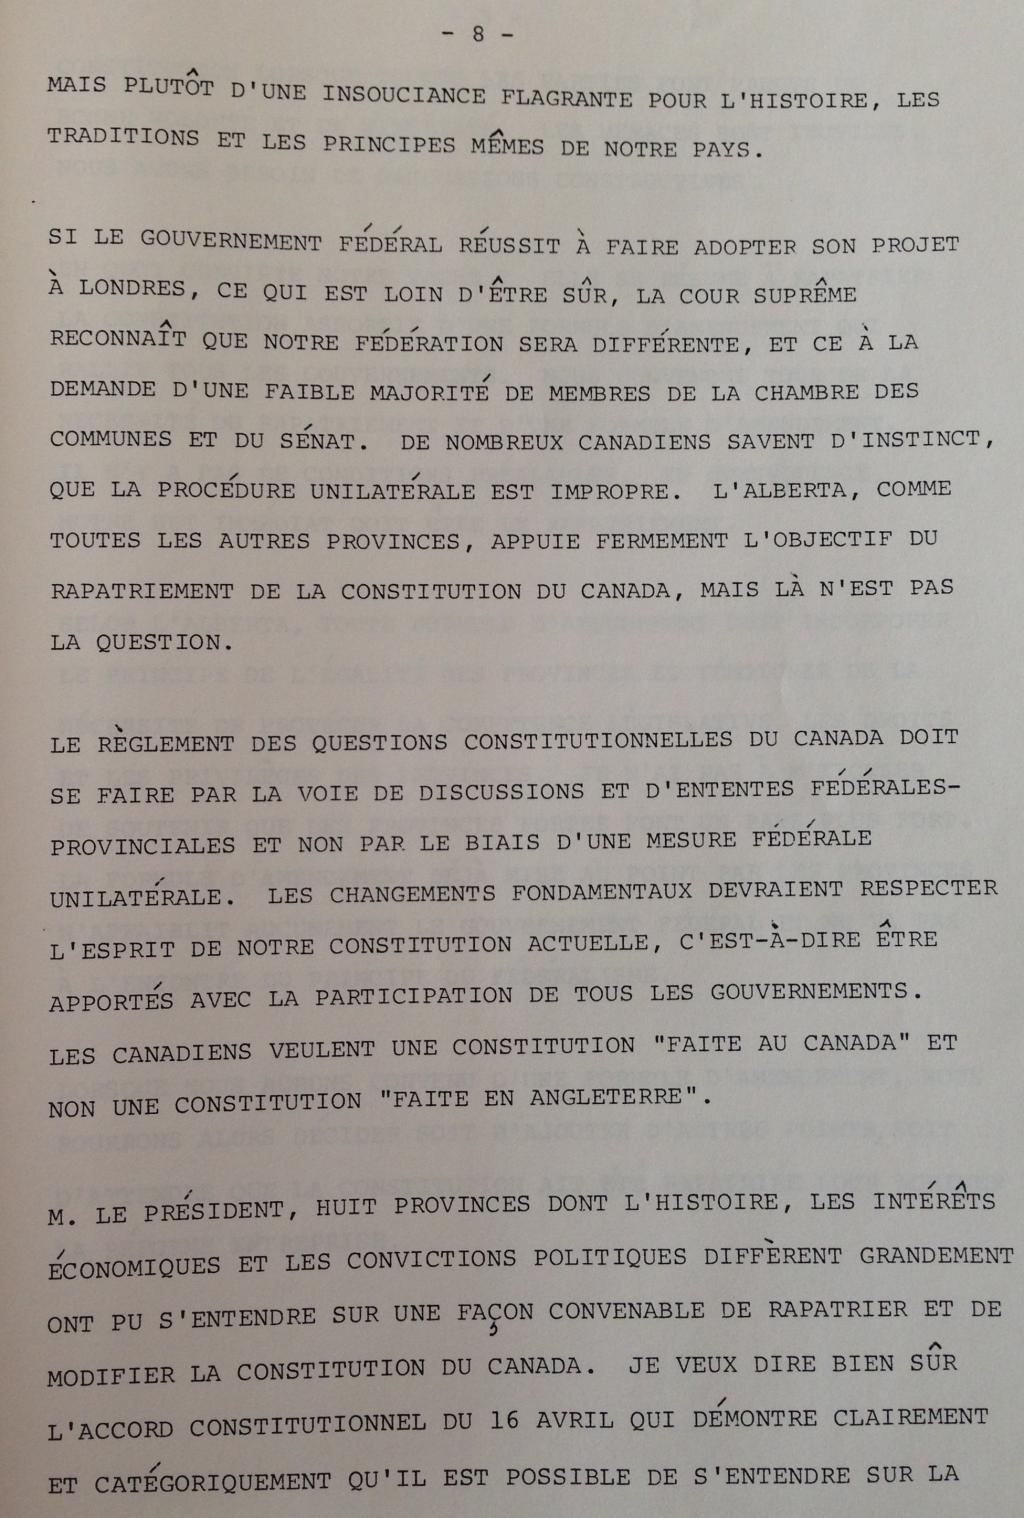 - 8 -
MAIS PLUTÔT D'UNE INSOUCIANCE FLAGRANTE POUR L'HISTOIRE, LES
TRADITIONS ET LES PRINCIPES MÊMES DE NOTRE PAYS.
SI LE GOUVERNEMENT FÉDÉRAL RÉUSSIT À FAIRE ADOPTER SON PROJET
À LONDRES, CE QUI EST LOIN D'ÊTRE SÛR, LA COUR SUPRÊME
RECONNAÎT QUE NOTRE FÉDÉRATION SERA DIFFÉRENTE, ET CE À LA
DEMANDE D'UNE FAIBLE MAJORITÉ DE MEMBRES DE LA CHAMBRE DES
COMMUNES ET DU SÉNAT. DE NOMBREUX CANADIENS SAVENT D'INSTINCT,
QUE LA PROCÉDURE UNILATÉRALE EST IMPROPRE. L'ALBERTA, COMME
TOUTES LES AUTRES PROVINCES, APPUIE FERMEMENT L'OBJECTIF DU
RAPATRIEMENT DE LA CONSTITUTION DU CANADA, MAIS LÀ N'EST PAS
LA QUESTION.
LE RÈGLEMENT DES QUESTIONS CONSTITUTIONNELLES DU CANADA DOIT
SE FAIRE PAR LA VOIE DE DISCUSSIONS ET D'ENTENTES FÉDÉRALES-
PROVINCIALES ET NON PAR LE BIAIS D'UNE MESURE FÉDÉRALE
UNILATÉRALE. LES CHANGEMENTS FONDAMENTAUX DEVRAIENT RESPECTER
L'ESPRIT DE NOTRE CONSTITUTION ACTUELLE, C'EST-À-DIRE ÊTRE
APPORTÉS AVEC LA PARTICIPATION DE TOUS LES GOUVERNEMENTS.
LES CANADIENS VEULENT UNE CONSTITUTION "FAITE AU CANADA" ET
NON UNE CONSTITUTION "FAITE EN ANGLETERRE".
M. LE PRÉSIDENT, HUIT PROVINCES DONT L'HISTOIRE, LES INTÉRÊTS
ÉCONOMIQUES ET LES CONVICTIONS POLITIQUES DIFFÈRENT GRANDEMENT
ONT PU S'ENTENDRE SUR UNE FAÇON CONVENABLE DE RAPATRIER ET DE
MODIFIER LA CONSTITUTION DU CANADA. JE VEUX DIRE BIEN SÛR
L'ACCORD CONSTITUTIONNEL DU 16 AVRIL QUI DÉMONTRE CLAIREMENT
ET CATÉGORIQUEMENT QU'IL EST POSSIBLE DE S'ENTENDRE SUR LA